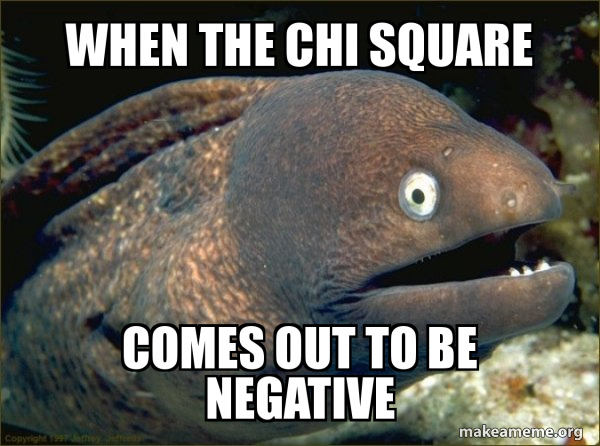 WHEN THE CHI SQUARE
COMES OUT TO BE
NEGATIVE
makeameme.org